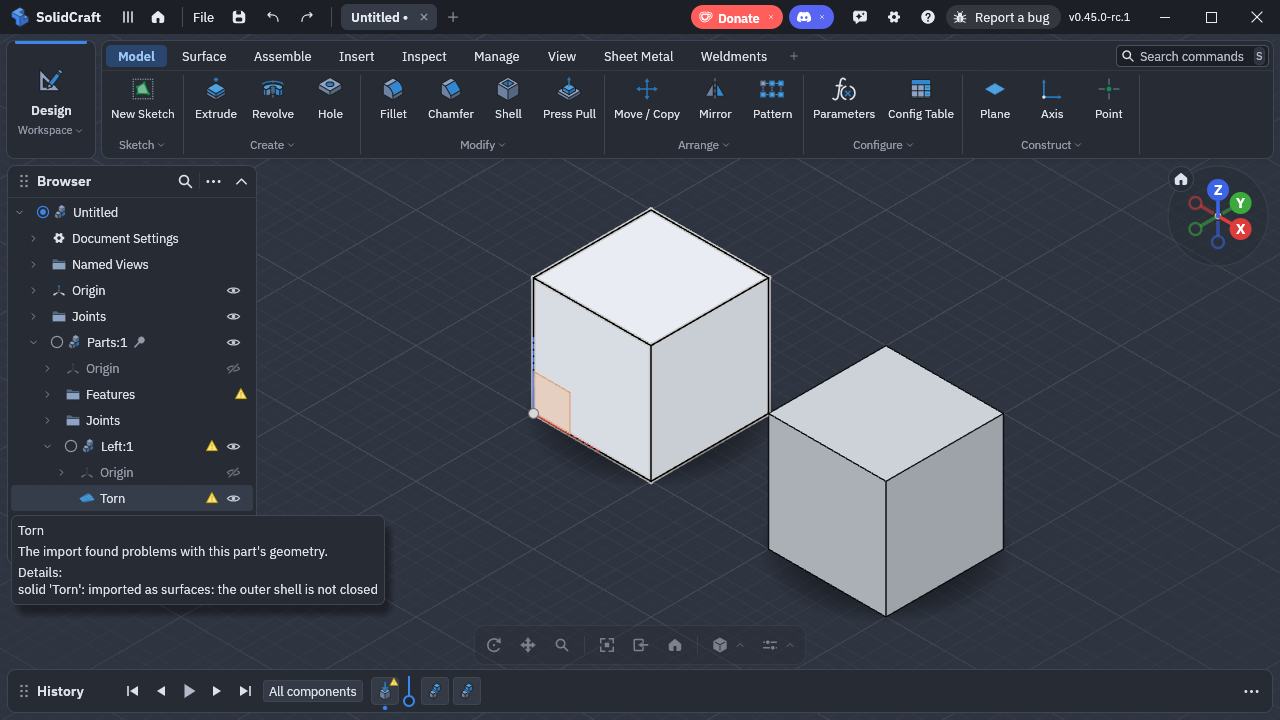 SolidCraft
File
Untitled •
Donate
Report a bug
v0.45.0-rc.1
Design
Workspace
Model
Surface
Assemble
Insert
Inspect
Manage
View
Sheet Metal
Weldments
Search commands
S
New Sketch
Extrude
Revolve
Hole
Fillet
Chamfer
Shell
Press Pull
Move / Copy
Mirror
Pattern
Parameters
Config Table
Plane
Axis
Point
Sketch
Create
Modify
Arrange
Configure
Construct
Browser
Untitled
Document Settings
Named Views
Origin
Joints
Parts:1
Origin
Features
Joints
Left:1
Origin
Torn
Torn
The import found problems with this part's geometry.
Details:
solid 'Torn': imported as surfaces: the outer shell is not closed
Z
Y
X
History
All components